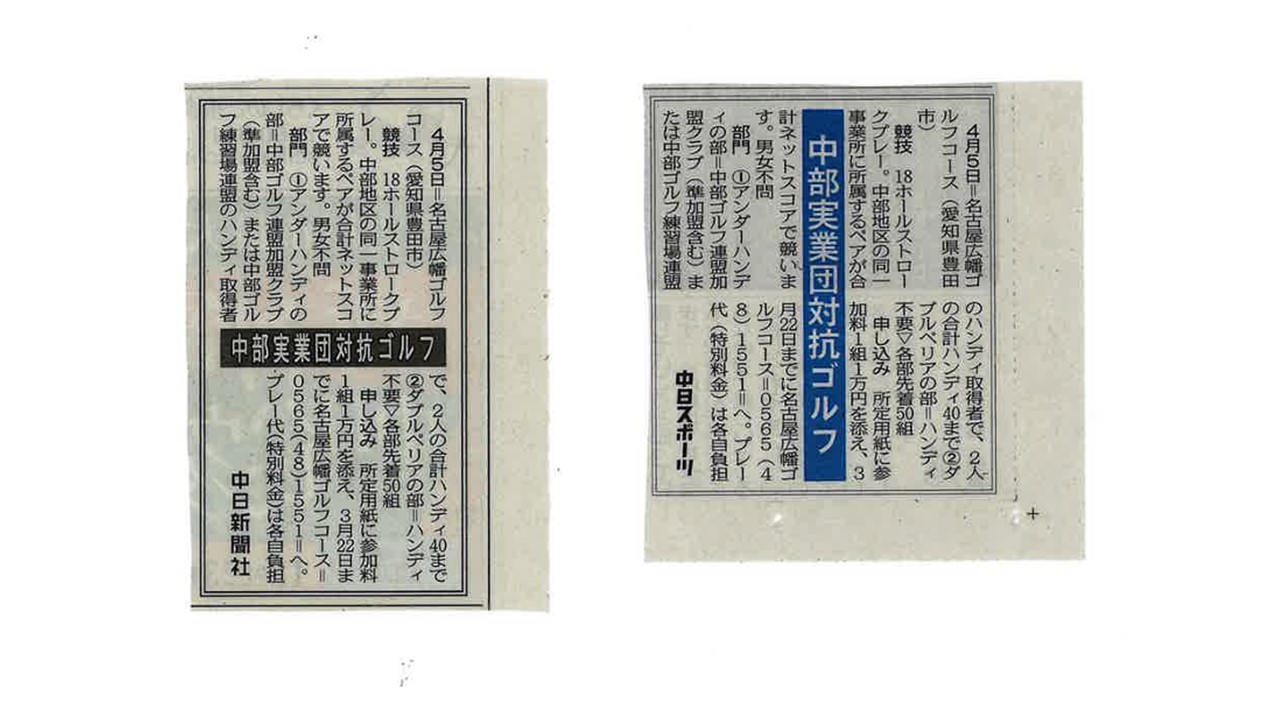 中部実業団対抗ゴルフ
4月5日＝名古屋広幡ゴルフ
コース（愛知県豊田市）
競技　18ホールストロークプ
レー。中部地区の同一事業所に
所属するペアが合計ネットスコ
アで競います。男女不問
部門　①アンダーハンディの
部＝中部ゴルフ連盟加盟クラブ
（準加盟含む）または中部ゴル
フ練習場連盟のハンディ取得者
で、2人の合計ハンディ40まで
②ダブルペリアの部＝ハンディ
不要▽各部先着50組
申し込み　所定用紙に参加料
1組1万円を添え、3月22日ま
でに名古屋広幡ゴルフコース＝
0565(48)1551＝へ。
プレー代(特別料金)は各自負担
中日新聞社
中部実業団対抗ゴルフ
4月5日＝名古屋広幡ゴ
ルフコース（愛知県豊田
市）
競技　18ホールストロー
クプレー。中部地区の同一
事業所に所属するペアが合
計ネットスコアで競いま
す。男女不問
部門　①アンダーハンデ
ィの部＝中部ゴルフ連盟加
盟クラブ（準加盟含む）ま
たは中部ゴルフ練習場連盟
のハンディ取得者で、2人
の合計ハンディ40まで②ダ
ブルペリアの部＝ハンディ
不要▽各部先着50組
申し込み　所定用紙に参
加料1組1万円を添え、3
月22日までに名古屋広幡ゴ
ルフコース＝0565（4
8）1551＝へ。プレー
代（特別料金）は各自負担
中日スポーツ